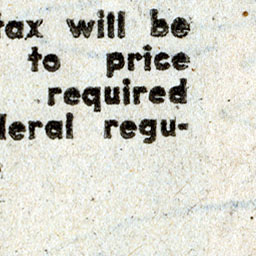 tax will be
to price
required
deral regu-